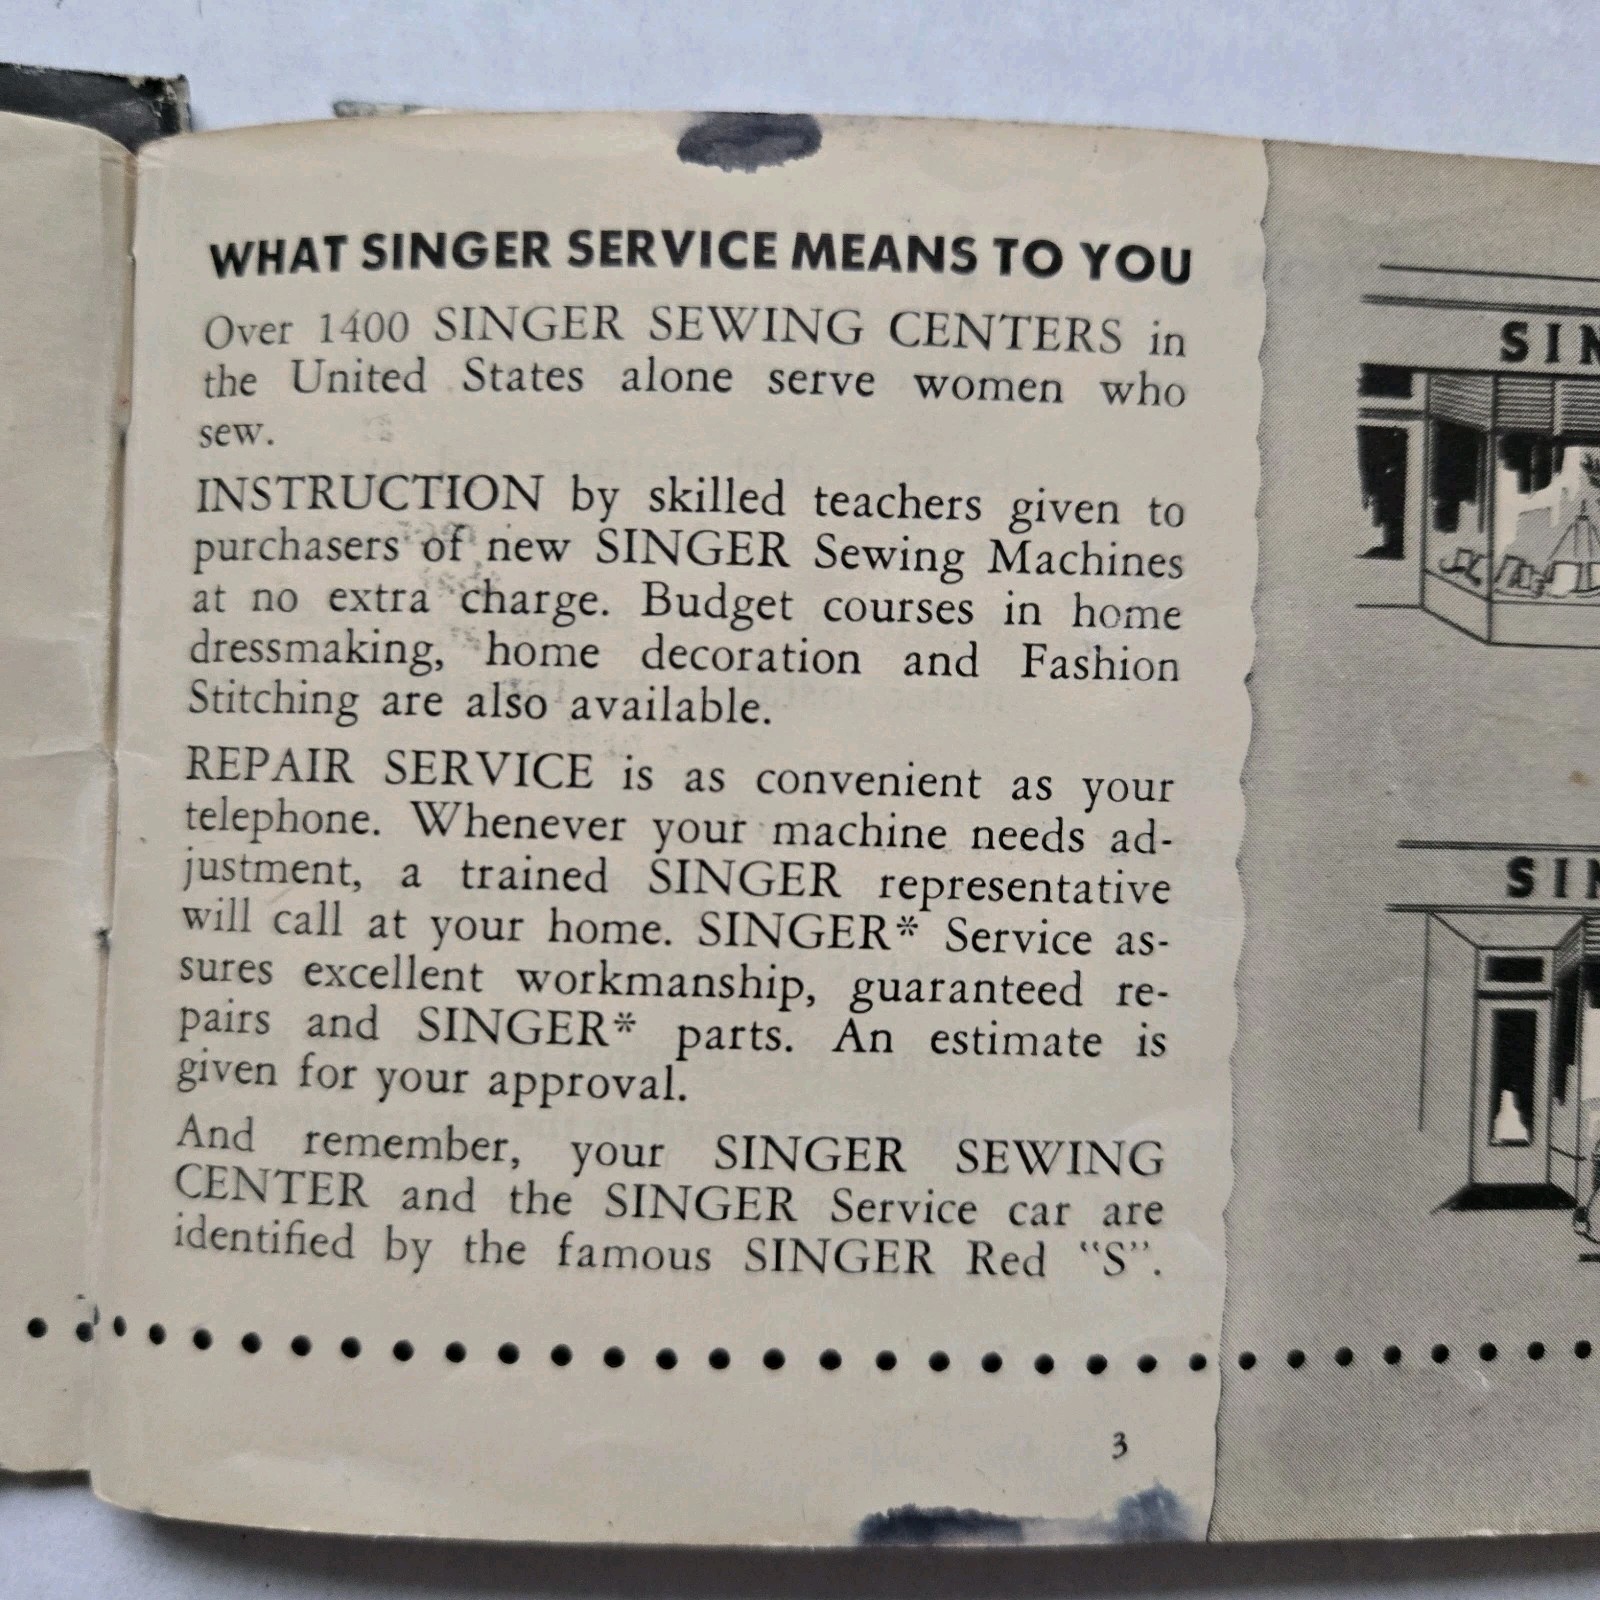 WHAT SINGER SERVICE MEANS TO YOU
Over 1400 SINGER SEWING CENTERS in
the United States alone serve women who
sew.
INSTRUCTION by skilled teachers given to
purchasers of new SINGER Sewing Machines
at no extra charge. Budget courses in home
dressmaking, home decoration and Fashion
Stitching are also available.
REPAIR SERVICE is as convenient as your
telephone. Whenever your machine needs ad-
justment, a trained SINGER representative
will call at your home. SINGER* Service as-
sures excellent workmanship, guaranteed re-
pairs and SINGER* parts. An estimate is
given for your approval.
And remember, your SINGER SEWING
CENTER and the SINGER Service car are
identified by the famous SINGER Red "S".
3
SIN
SIN